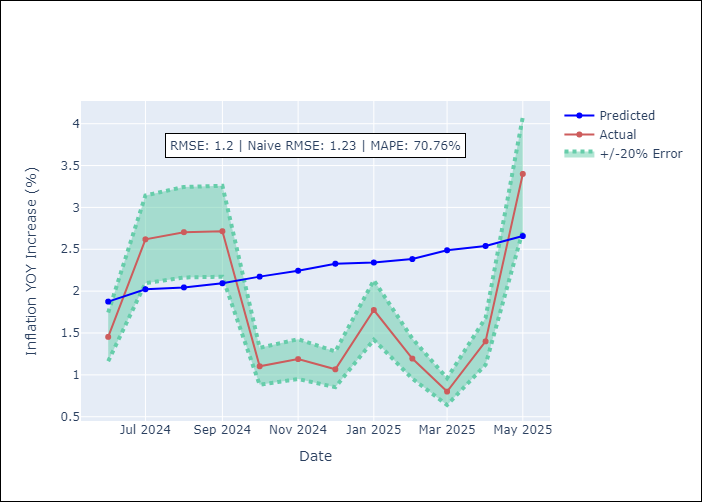 RMSE: 1.2 | Naive RMSE: 1.23 | MAPE: 70.76%
Predicted
Actual
+/-20% Error
Inflation YOY Increase (%)
4
3.5
3
2.5
2
1.5
1
0.5
Jul 2024
Sep 2024
Nov 2024
Jan 2025
Mar 2025
May 2025
Date